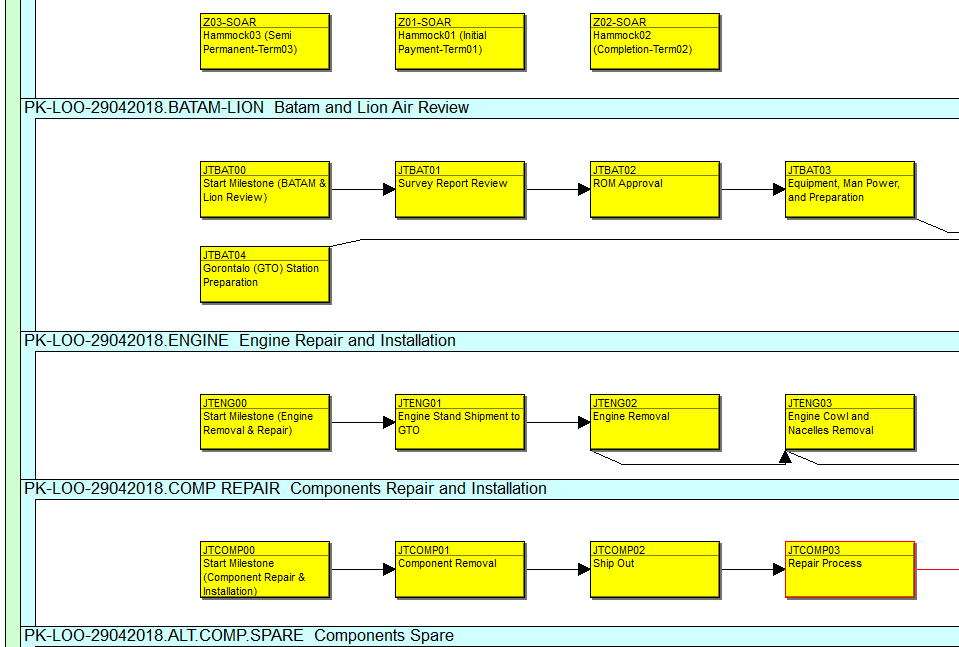 Z03-SOAR
Hammock03 (Semi
Permanent-Term03)
Z01-SOAR
Hammock01 (Initial
Payment-Term01)
Z02-SOAR
Hammock02
(Completion-Term02)
PK-LOO-29042018.BATAM-LION  Batam and Lion Air Review
JTBAT00
Start Milestone (BATAM &
Lion Review)
JTBAT01
Survey Report Review
JTBAT02
ROM Approval
JTBAT03
Equipment, Man Power,
and Preparation
JTBAT04
Gorontalo (GTO) Station
Preparation
PK-LOO-29042018.ENGINE  Engine Repair and Installation
JTENG00
Start Milestone (Engine
Removal & Repair)
JTENG01
Engine Stand Shipment to
GTO
JTENG02
Engine Removal
JTENG03
Engine Cowl and
Nacelles Removal
PK-LOO-29042018.COMP REPAIR  Components Repair and Installation
JTCOMP00
Start Milestone
(Component Repair &
Installation)
JTCOMP01
Component Removal
JTCOMP02
Ship Out
JTCOMP03
Repair Process
PK-LOO-29042018.ALT.COMP.SPARE  Components Spare